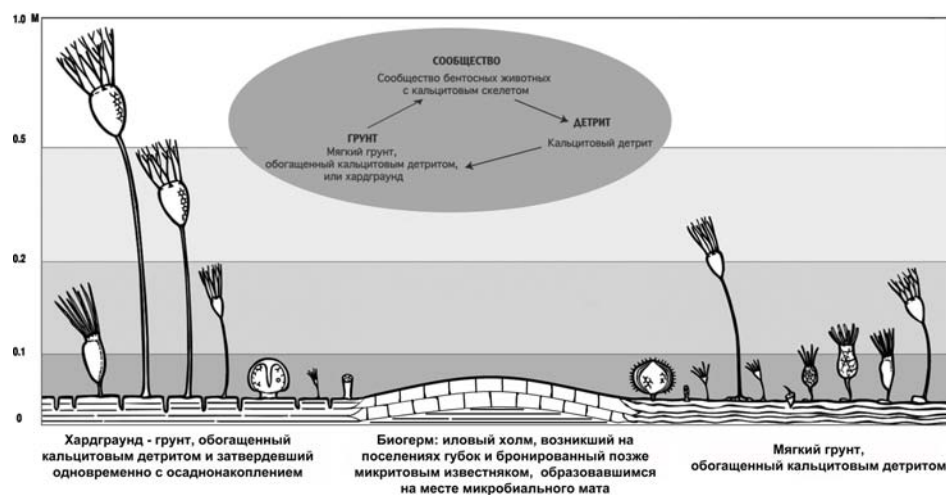 1.0 М
СООБЩЕСТВО
Сообщество бентосных животных
с кальцитовым скелетом
ДЕТРИТ
Кальцитовый детрит
ГРУНТ
Мягкий грунт,
обогащенный кальцитовым детритом,
или хардграунд
0.5
0.2
0.1
0
Хардграунд - грунт, обогащенный
кальцитовым детритом и затвердевший
одновременно с осадконакоплением
Биогерм: иловый холм, возникший на
поселениях губок и бронированный позже
микритовым известняком, образовавшимся
на месте микробиального мата
Мягкий грунт,
обогащенный кальцитовым детритом